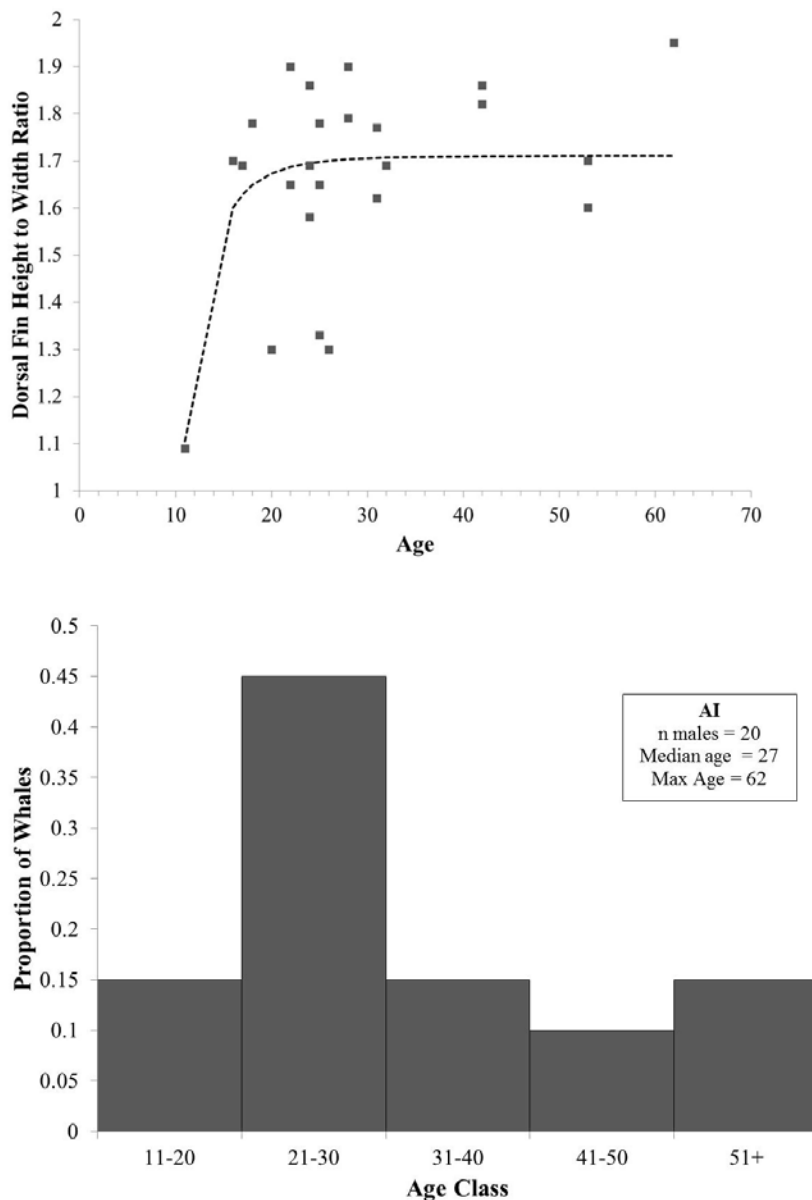 2
1.9
1.8
1.7
1.6
1.5
1.4
1.3
1.2
1.1
1
Dorsal Fin Height to Width Ratio
0 10 20 30 40 50 60 70
Age
0.5
0.45
0.4
0.35
0.3
0.25
0.2
0.15
0.1
0.05
0
Proportion of Whales
AI
n males = 20
Median age = 27
Max Age = 62
11-20 21-30 31-40 41-50 51+
Age Class